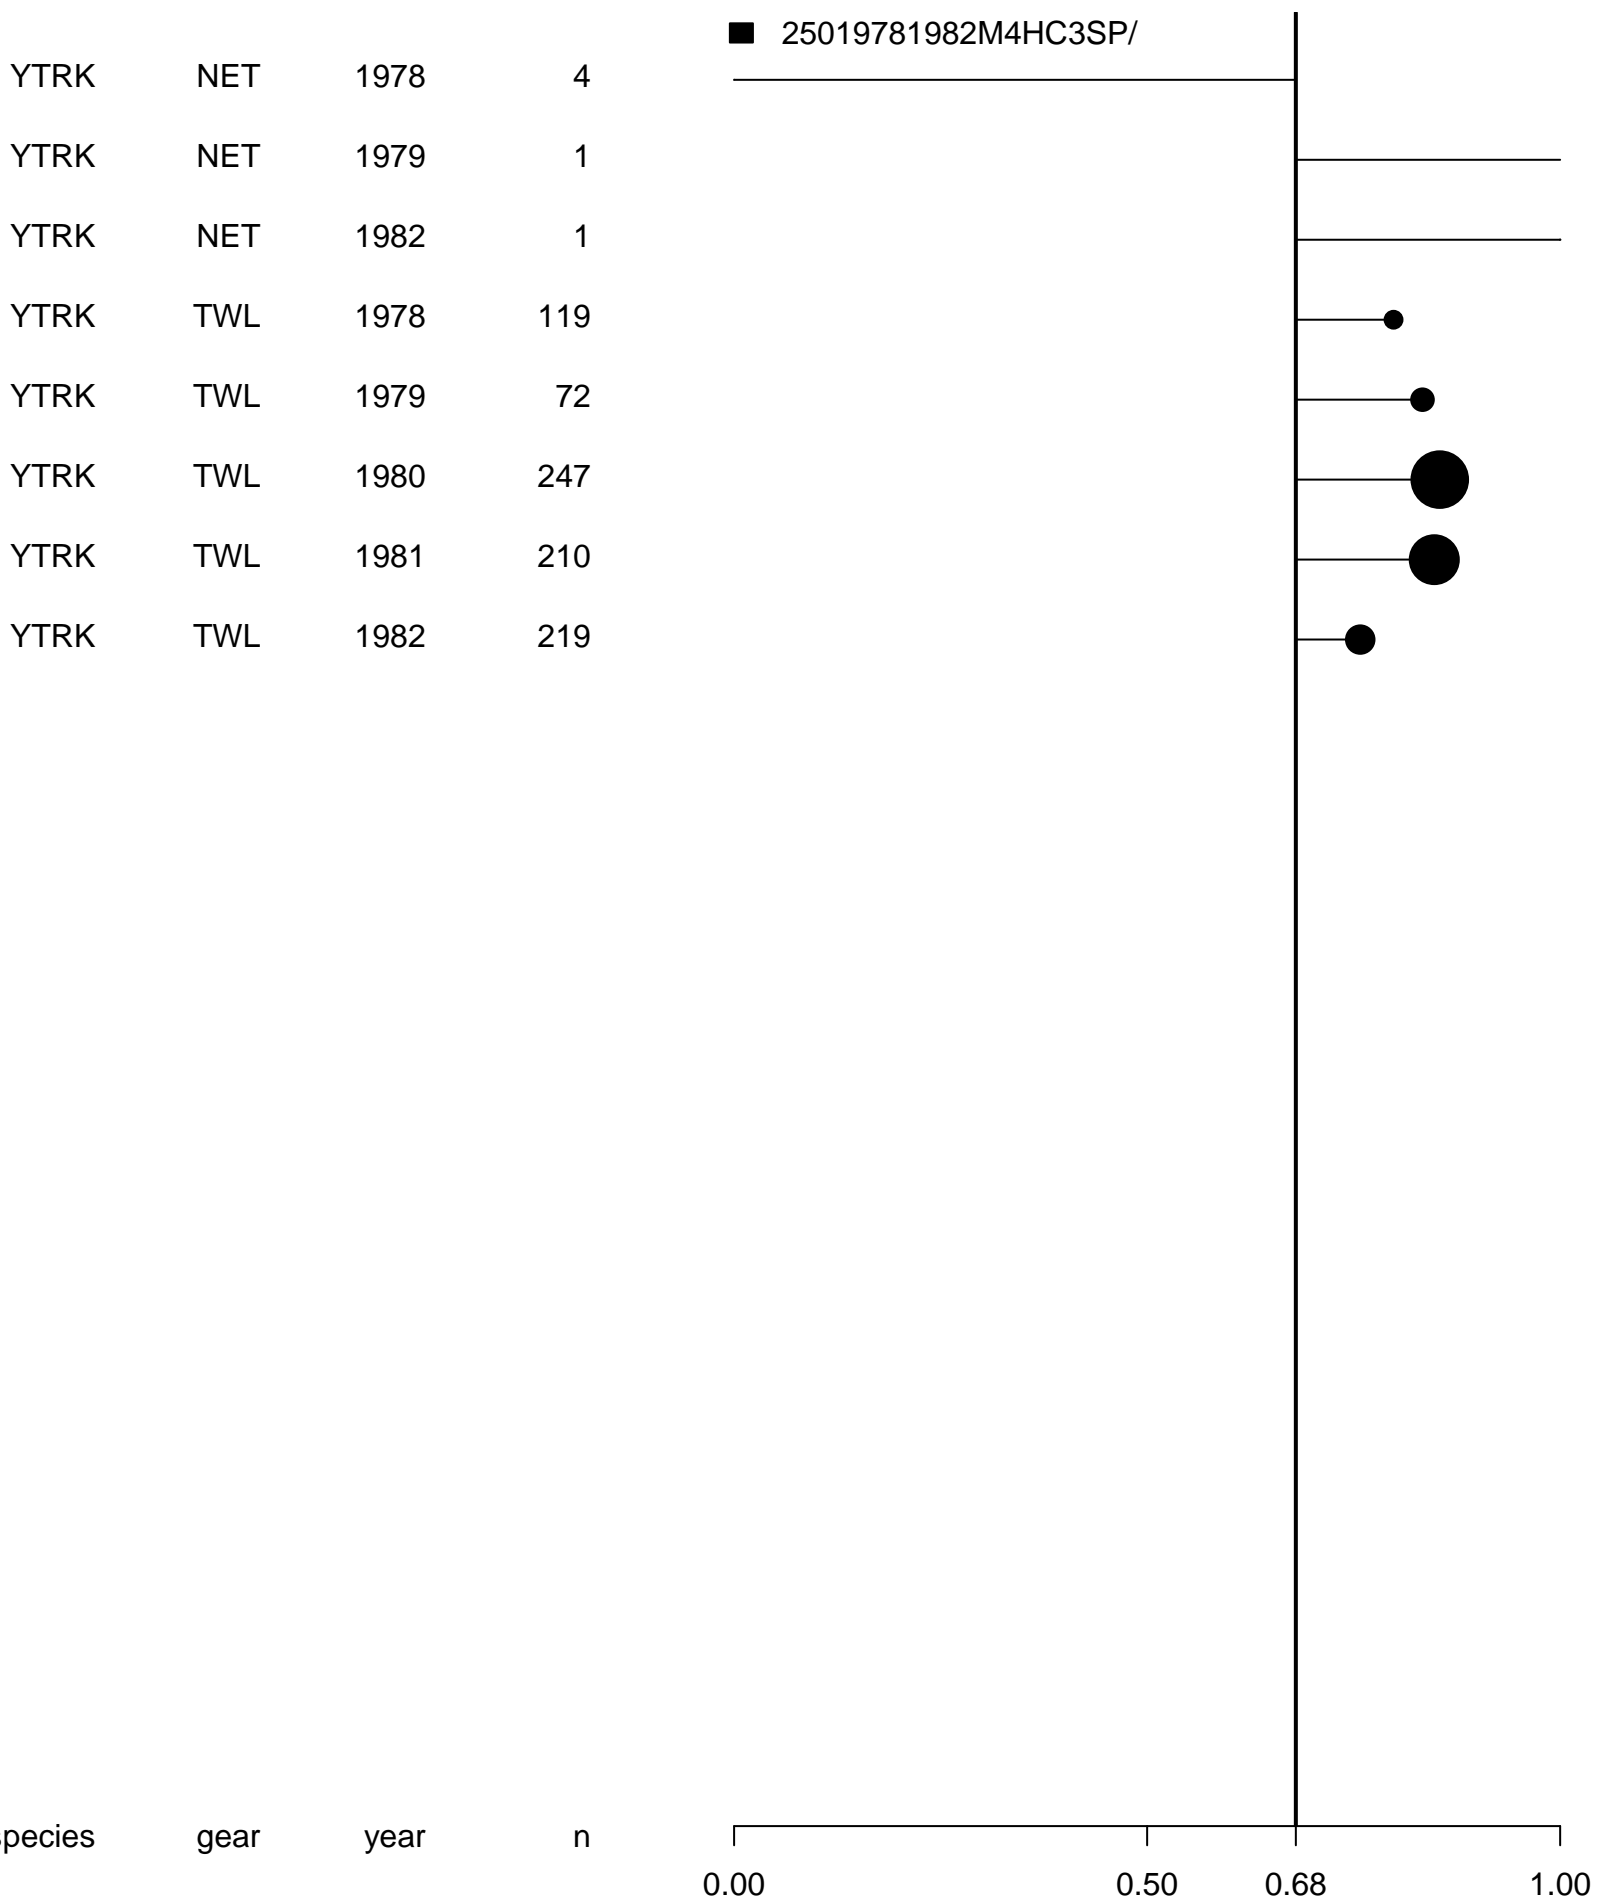 25019781982M4HC3SP/
YTRK NET 1978 4
YTRK NET 1979 1
YTRK NET 1982 1
YTRK TWL 1978 119
YTRK TWL 1979 72
YTRK TWL 1980 247
YTRK TWL 1981 210
YTRK TWL 1982 219
species gear year n
0.00 0.50 0.68 1.00